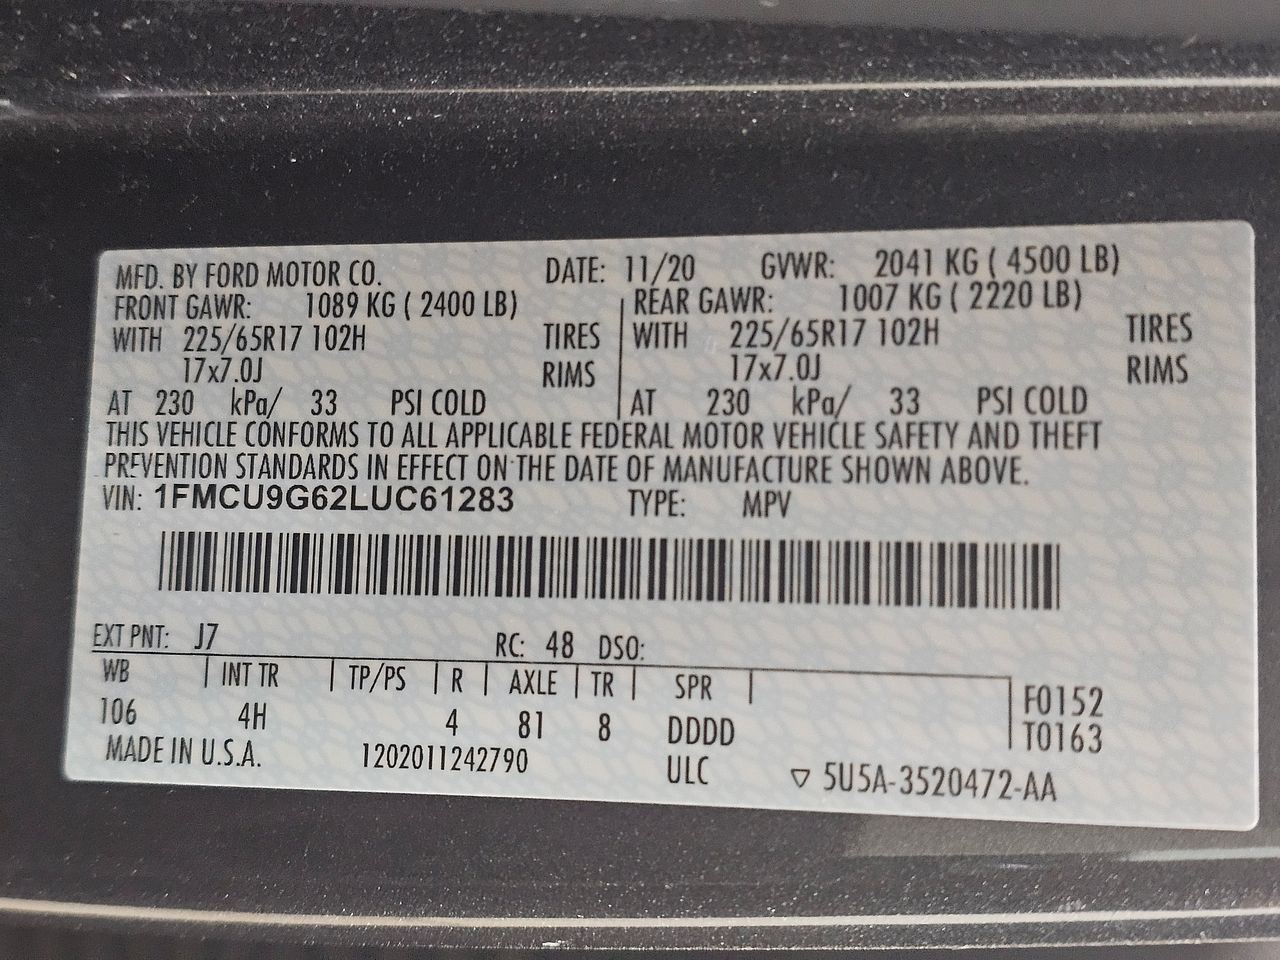 MFD. BY FORD MOTOR CO. DATE: 11/20 GVWR: 2041 KG ( 4500 LB)
FRONT GAWR: 1089 KG ( 2400 LB) REAR GAWR: 1007 KG ( 2220 LB)
WITH 225/65R17 102H TIRES WITH 225/65R17 102H TIRES
17x7.0J RIMS 17x7.0J RIMS
AT 230 kPa/ 33 PSI COLD AT 230 kPa/ 33 PSI COLD
THIS VEHICLE CONFORMS TO ALL APPLICABLE FEDERAL MOTOR VEHICLE SAFETY AND THEFT
PREVENTION STANDARDS IN EFFECT ON THE DATE OF MANUFACTURE SHOWN ABOVE.
VIN: 1FMCU9G62LUC61283 TYPE: MPV
EXT PNT: J7 RC: 48 DSO:
WB INT TR TP/PS R AXLE TR SPR F0152
106 4H 4 81 8 DDDD T0163
MADE IN U.S.A. 1202011242790 ULC ▽ 5U5A-3520472-AA